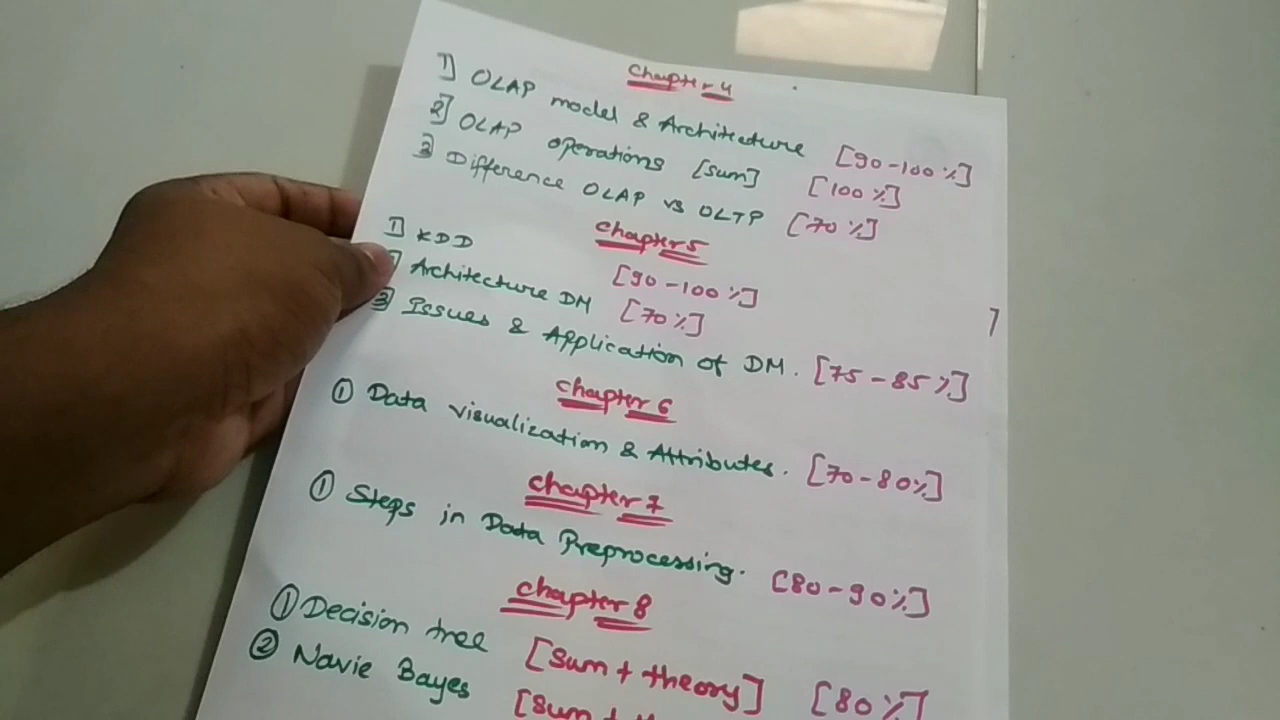 Chapter 4
1] OLAP model & Architecture [90-100%]
2] OLAP operations [sum] [100%]
3] Difference OLAP vs OLTP [70%]
Chapter 5
1] KDD [90-100%]
] Architecture DM [70%]
3] Issues & Application of DM. [75-85%]
Chapter 6
① Data visualization & Attributes. [70-80%]
Chapter 7
① Steps in Data Preprocessing. [80-90%]
Chapter 8
① Decision tree [sum + theory] [80%]
② Navie Bayes [sum +